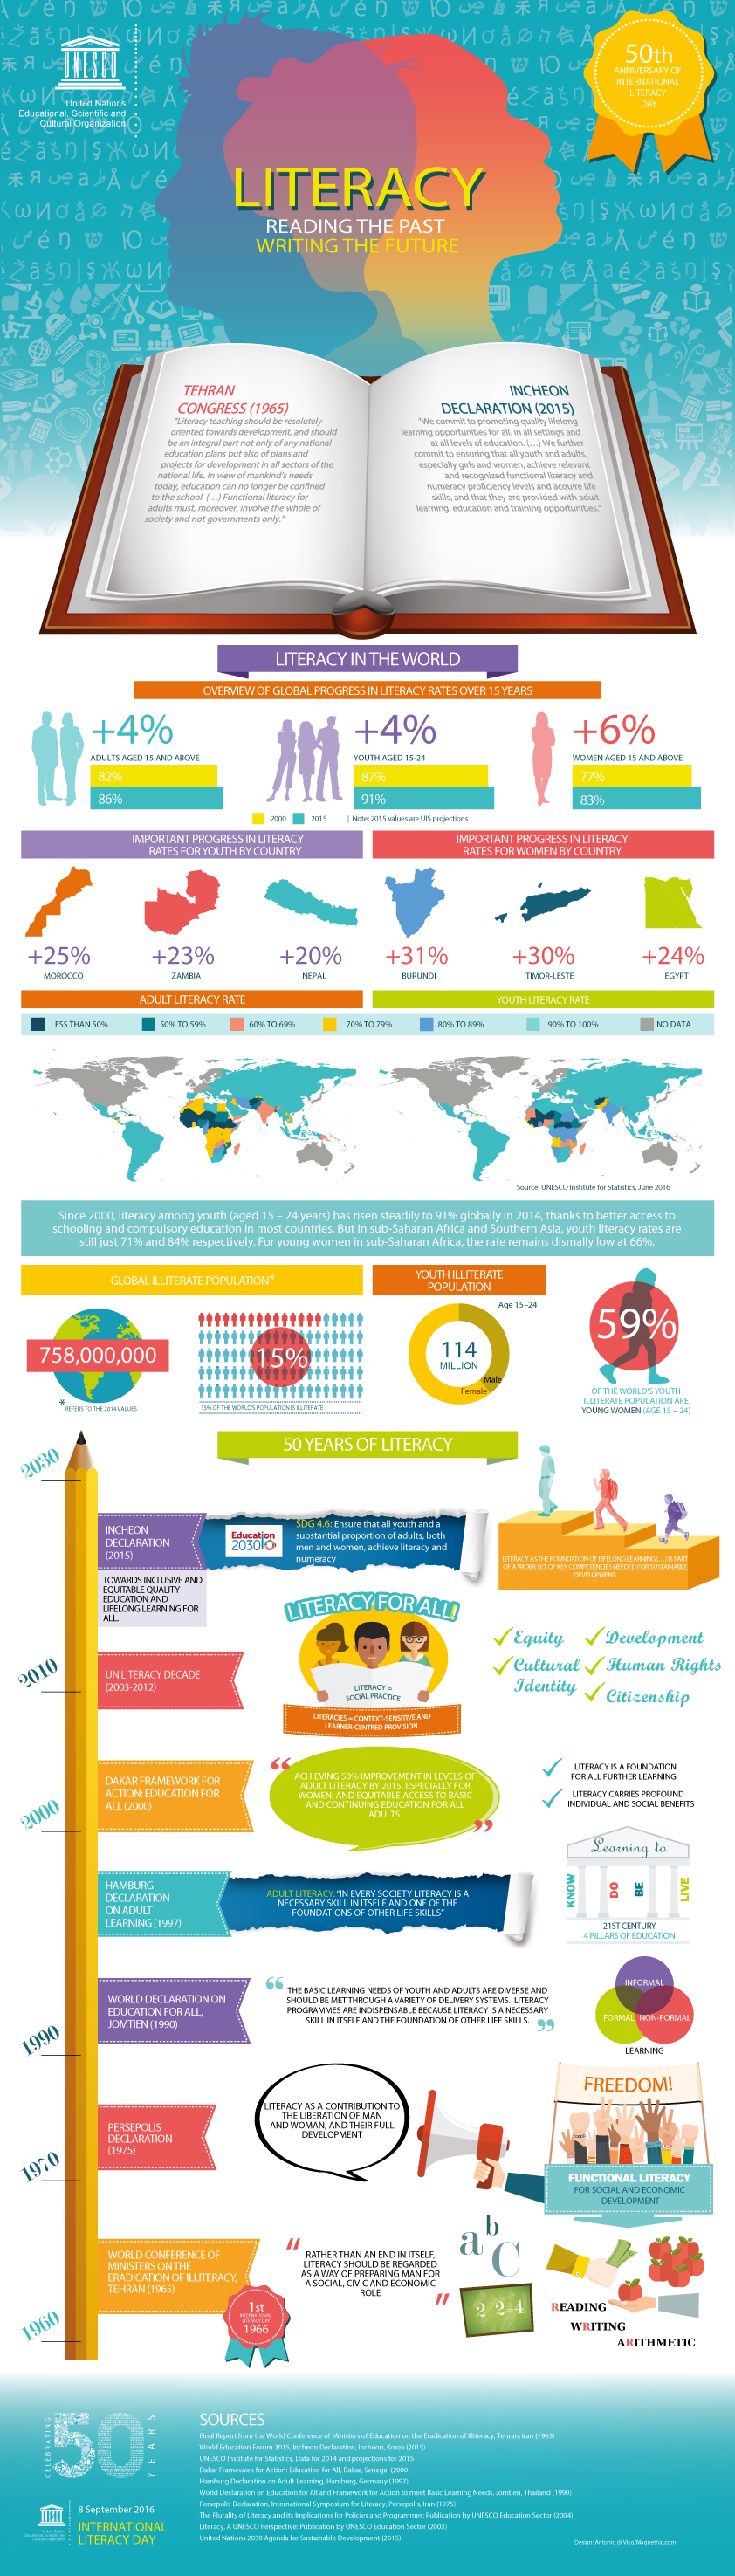 UNESCO
United Nations
Educational, Scientific and
Cultural Organization
50th
ANNIVERSARY OF
INTERNATIONAL
LITERACY
DAY
LITERACY
READING THE PAST
WRITING THE FUTURE
TEHRAN
CONGRESS (1965)
"Literacy teaching should be resolutely
oriented towards development, and should
be an integral part not only of any national
education plans but also of plans and
projects for development in all sectors of the
national life. In view of mankind's needs
today, education can no longer be confined
to the school. (...) Functional literacy for
adults must, moreover, involve the whole of
society and not governments only."
INCHEON
DECLARATION (2015)
"We commit to promoting quality lifelong
learning opportunities for all, in all settings and
at all levels of education. (...) We further
commit to ensuring that all youth and adults,
especially girls and women, achieve relevant
and recognized functional literacy and
numeracy proficiency levels and acquire life
skills, and that they are provided with adult
learning, education and training opportunities."
LITERACY IN THE WORLD
OVERVIEW OF GLOBAL PROGRESS IN LITERACY RATES OVER 15 YEARS
+4%
ADULTS AGED 15 AND ABOVE
82%
86%
+4%
YOUTH AGED 15-24
87%
91%
+6%
WOMEN AGED 15 AND ABOVE
77%
83%
2000 2015 | Note: 2015 values are UIS projections
IMPORTANT PROGRESS IN LITERACY
RATES FOR YOUTH BY COUNTRY
IMPORTANT PROGRESS IN LITERACY
RATES FOR WOMEN BY COUNTRY
+25%
MOROCCO
+23%
ZAMBIA
+20%
NEPAL
+31%
BURUNDI
+30%
TIMOR-LESTE
+24%
EGYPT
ADULT LITERACY RATE
YOUTH LITERACY RATE
LESS THAN 50% 50% TO 59% 60% TO 69% 70% TO 79% 80% TO 89% 90% TO 100% NO DATA
Source: UNESCO Institute for Statistics, June 2016
Since 2000, literacy among youth (aged 15 – 24 years) has risen steadily to 91% globally in 2014, thanks to better access to
schooling and compulsory education in most countries. But in sub-Saharan Africa and Southern Asia, youth literacy rates are
still just 71% and 84% respectively. For young women in sub-Saharan Africa, the rate remains dismally low at 66%.
GLOBAL ILLITERATE POPULATION*
758,000,000
* REFERS TO THE 2014 VALUES
15%
15% OF THE WORLD'S POPULATION IS ILLITERATE
YOUTH ILLITERATE
POPULATION
Age 15 -24
114
MILLION
Male
Female
59%
OF THE WORLD'S YOUTH
ILLITERATE POPULATION ARE
YOUNG WOMEN (AGE 15 – 24)
50 YEARS OF LITERACY
2030
INCHEON
DECLARATION
(2015)
TOWARDS INCLUSIVE AND
EQUITABLE QUALITY
EDUCATION AND
LIFELONG LEARNING FOR
ALL.
Education
2030
SDG 4.6: Ensure that all youth and a
substantial proportion of adults, both
men and women, achieve literacy and
numeracy
LITERACY AS THE FOUNDATION OF LIFELONG LEARNING (...) IS PART
OF A WIDER SET OF KEY COMPETENCIES NEEDED FOR SUSTAINABLE
DEVELOPMENT.
2010
UN LITERACY DECADE
(2003-2012)
LITERACY FOR ALL!
LITERACY =
SOCIAL PRACTICE
LITERACIES = CONTEXT-SENSITIVE AND
LEARNER-CENTRED PROVISION
Equity
Development
Cultural
Identity
Human Rights
Citizenship
DAKAR FRAMEWORK FOR
ACTION: EDUCATION FOR
ALL (2000)
2000
"ACHIEVING 50% IMPROVEMENT IN LEVELS OF
ADULT LITERACY BY 2015, ESPECIALLY FOR
WOMEN, AND EQUITABLE ACCESS TO BASIC
AND CONTINUING EDUCATION FOR ALL
ADULTS."
LITERACY IS A FOUNDATION
FOR ALL FURTHER LEARNING
LITERACY CARRIES PROFOUND
INDIVIDUAL AND SOCIAL BENEFITS
HAMBURG
DECLARATION
ON ADULT
LEARNING (1997)
ADULT LITERACY: "IN EVERY SOCIETY LITERACY IS A
NECESSARY SKILL IN ITSELF AND ONE OF THE
FOUNDATIONS OF OTHER LIFE SKILLS"
Learning to
KNOW
DO
BE
LIVE
21ST CENTURY
4 PILLARS OF EDUCATION
WORLD DECLARATION ON
EDUCATION FOR ALL,
JOMTIEN (1990)
1990
"THE BASIC LEARNING NEEDS OF YOUTH AND ADULTS ARE DIVERSE AND
SHOULD BE MET THROUGH A VARIETY OF DELIVERY SYSTEMS. LITERACY
PROGRAMMES ARE INDISPENSABLE BECAUSE LITERACY IS A NECESSARY
SKILL IN ITSELF AND THE FOUNDATION OF OTHER LIFE SKILLS."
INFORMAL
FORMAL NON-FORMAL
LEARNING
PERSEPOLIS
DECLARATION
(1975)
1970
LITERACY AS A CONTRIBUTION TO
THE LIBERATION OF MAN
AND WOMAN, AND THEIR FULL
DEVELOPMENT
FREEDOM!
FUNCTIONAL LITERACY
FOR SOCIAL AND ECONOMIC
DEVELOPMENT
WORLD CONFERENCE OF
MINISTERS ON THE
ERADICATION OF ILLITERACY,
TEHRAN (1965)
1960
1st
INTERNATIONAL
LITERACY DAY
1966
"RATHER THAN AN END IN ITSELF,
LITERACY SHOULD BE REGARDED
AS A WAY OF PREPARING MAN FOR
A SOCIAL, CIVIC AND ECONOMIC
ROLE"
a b C
2+2=4
READING
WRITING
ARITHMETIC
CELEBRATING
50
YEARS
8 September 2016
INTERNATIONAL
LITERACY DAY
SOURCES
Final Report from the World Conference of Ministers of Education on the Eradication of Illiteracy, Tehran, Iran (1965)
World Education Forum 2015, Incheon Declaration, Incheon, Korea (2015)
UNESCO Institute for Statistics, Data for 2014 and projections for 2015
Dakar Framework for Action: Education for All, Dakar, Senegal (2000)
Hamburg Declaration on Adult Learning, Hamburg, Germany (1997)
World Declaration on Education for All and Framework for Action to meet Basic Learning Needs, Jomtien, Thailand (1990)
Persepolis Declaration, International Symposium for Literacy, Persepolis, Iran (1975)
The Plurality of Literacy and its Implications for Policies and Programmes: Publication by UNESCO Education Sector (2004)
Literacy, A UNESCO Perspective: Publication by UNESCO Education Sector (2003)
United Nations 2030 Agenda for Sustainable Development (2015)
Design: Antonio di Vico/Magnethic.com